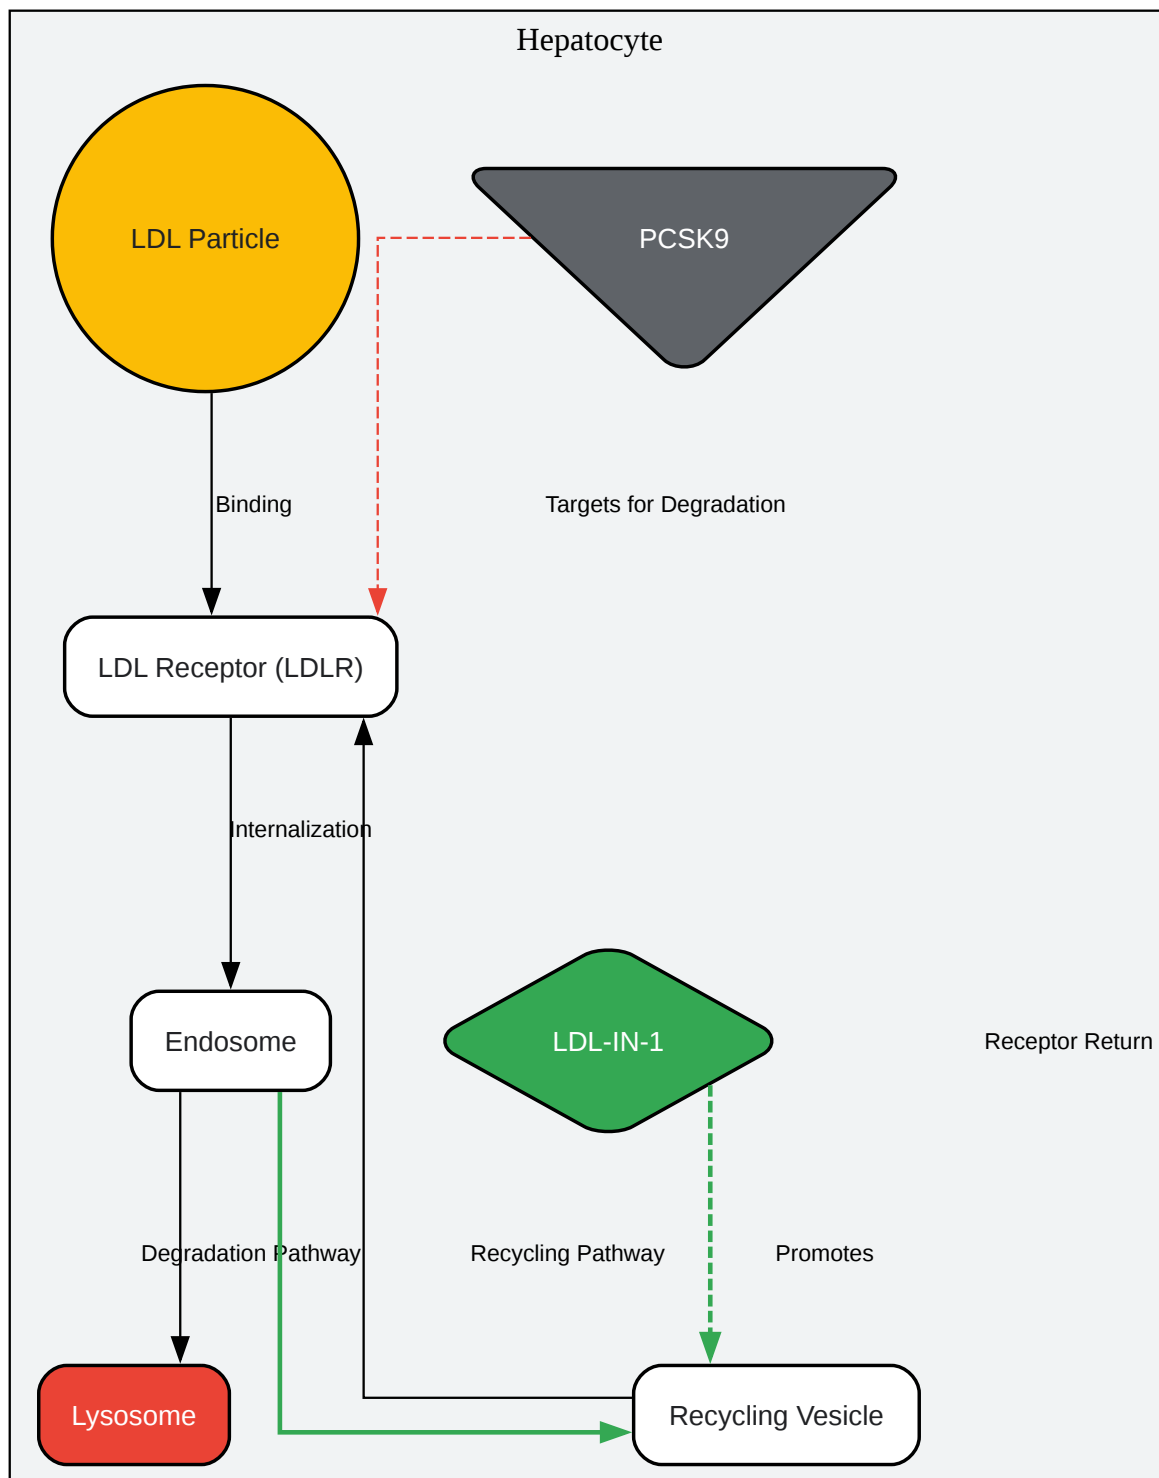 Hepatocyte
LDL Particle
PCSK9
Binding
Targets for Degradation
LDL Receptor (LDLR)
Internalization
Endosome
LDL-IN-1
Receptor Return
Degradation Pathway
Recycling Pathway
Promotes
Lysosome
Recycling Vesicle